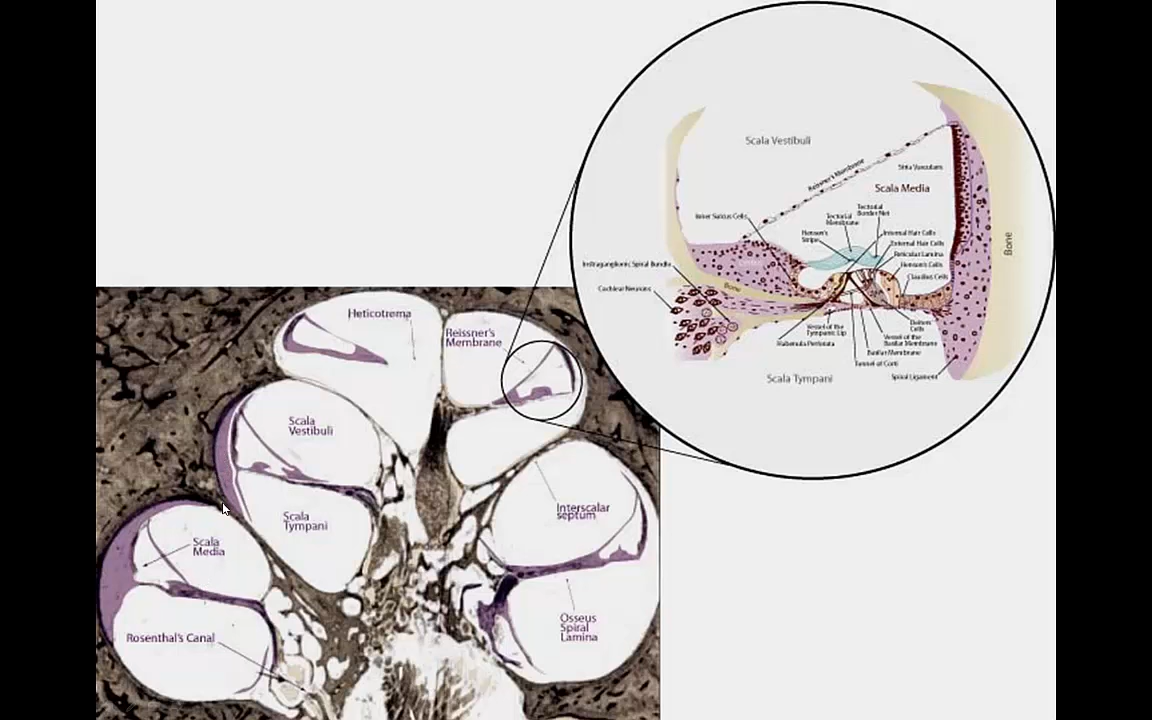 Scala Vestibuli
Reissner's Membrane
Stria Vascularis
Scala Media
Inner Sulcus Cells
Tectorial
Membrane
Tectorial
Border Net
Hensen's
Stripe
Internal Hair Cells
External Hair Cells
Reticular Lamina
Hensen's Cells
Claudius Cells
Intraganglionic Spiral Bundle
Cochlear Neurons
Bone
Bone
Vessel of the
Tympanic Lip
Habenula Perforata
Deiters'
Cells
Vessel of the
Basilar Membrane
Basilar Membrane
Tunnel of Corti
Spiral Ligament
Scala Tympani
Heticotrema
Reissner's
Membrane
Scala
Vestibuli
Scala
Tympani
Interscalar
septum
Scala
Media
Osseus
Spiral
Lamina
Rosenthal's Canal